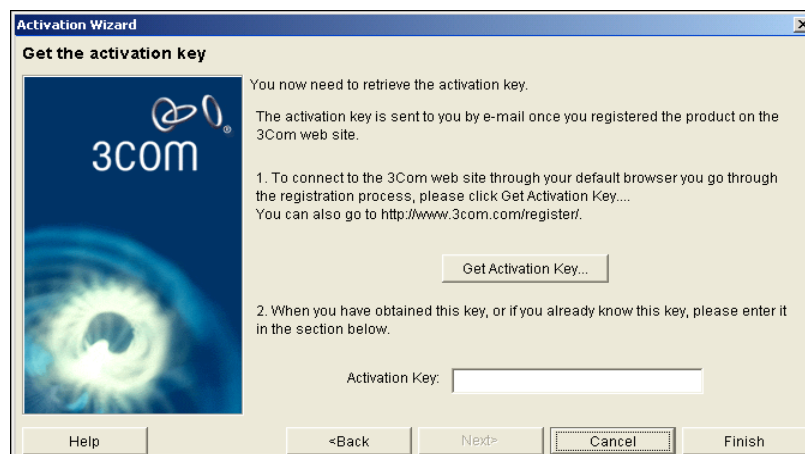 Activation Wizard
Get the activation key
3COM
You now need to retrieve the activation key.
The activation key is sent to you by e-mail once you registered the product on the
3Com web site.
1. To connect to the 3Com web site through your default browser you go through
the registration process, please click Get Activation Key....
You can also go to http://www.3com.com/register/.
Get Activation Key...
2. When you have obtained this key, or if you already know this key, please enter it
in the section below.
Activation Key:
Help
<Back
Next>
Cancel
Finish